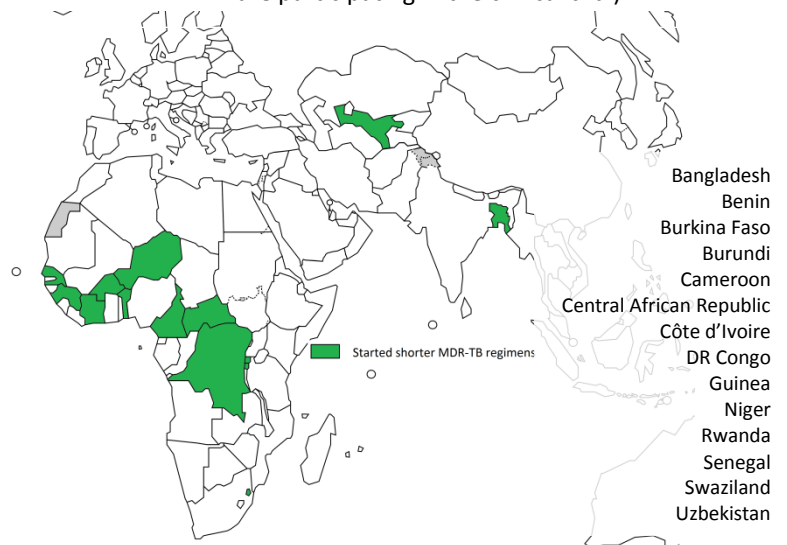 Started shorter MDR-TB regimens
Bangladesh
Benin
Burkina Faso
Burundi
Cameroon
Central African Republic
Côte d’Ivoire
DR Congo
Guinea
Niger
Rwanda
Senegal
Swaziland
Uzbekistan